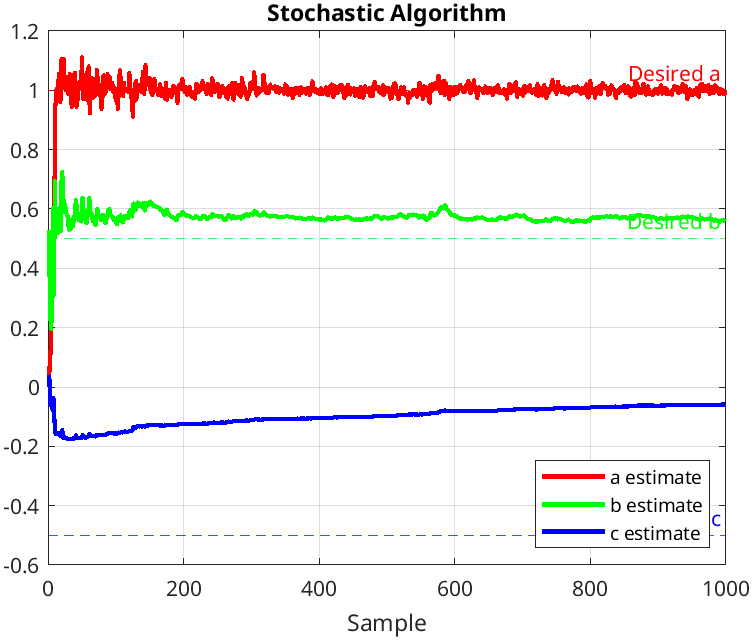 Stochastic Algorithm
1.2
1
0.8
0.6
0.4
0.2
0
-0.2
-0.4
-0.6
Desired a
Desired b
c
a estimate
b estimate
c estimate
0
200
400
600
800
1000
Sample